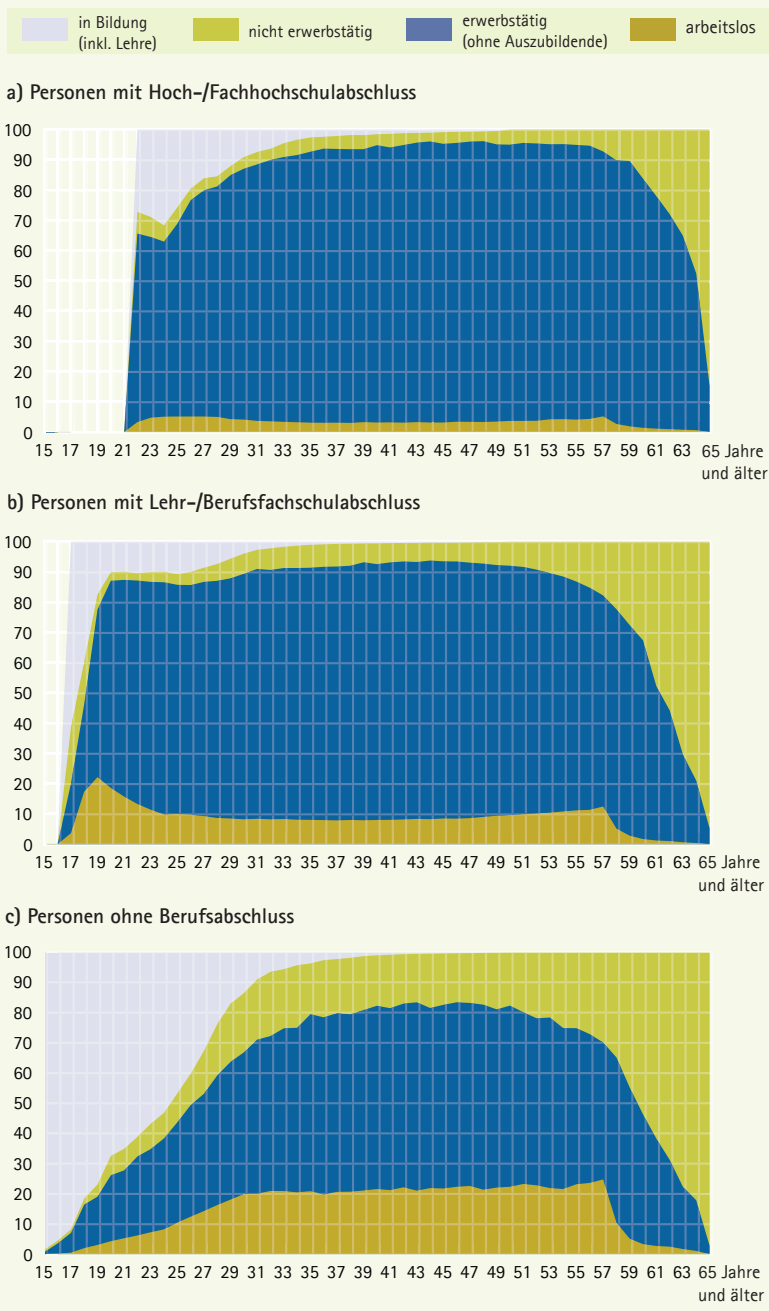 in Bildung
(inkl. Lehre)
nicht erwerbstätig
erwerbstätig
(ohne Auszubildende)
arbeitslos
a) Personen mit Hoch-/Fachhochschulabschluss
100
90
80
70
60
50
40
30
20
10
0
15 17 19 21 23 25 27 29 31 33 35 37 39 41 43 45 47 49 51 53 55 57 59 61 63 65 Jahre
und älter
b) Personen mit Lehr-/Berufsfachschulabschluss
100
90
80
70
60
50
40
30
20
10
0
15 17 19 21 23 25 27 29 31 33 35 37 39 41 43 45 47 49 51 53 55 57 59 61 63 65 Jahre
und älter
c) Personen ohne Berufsabschluss
100
90
80
70
60
50
40
30
20
10
0
15 17 19 21 23 25 27 29 31 33 35 37 39 41 43 45 47 49 51 53 55 57 59 61 63 65 Jahre
und älter